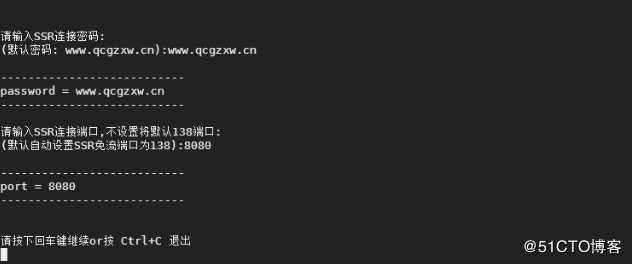 请输入SSR连接密码:
(默认密码: www.qcgzxw.cn):www.qcgzxw.cn
---------------------------
password = www.qcgzxw.cn
---------------------------
请输入SSR连接端口,不设置将默认138端口:
(默认自动设置SSR免流端口为138):8080
---------------------------
port = 8080
---------------------------
请按下回车键继续or按 Ctrl+C 退出
@51CTO博客